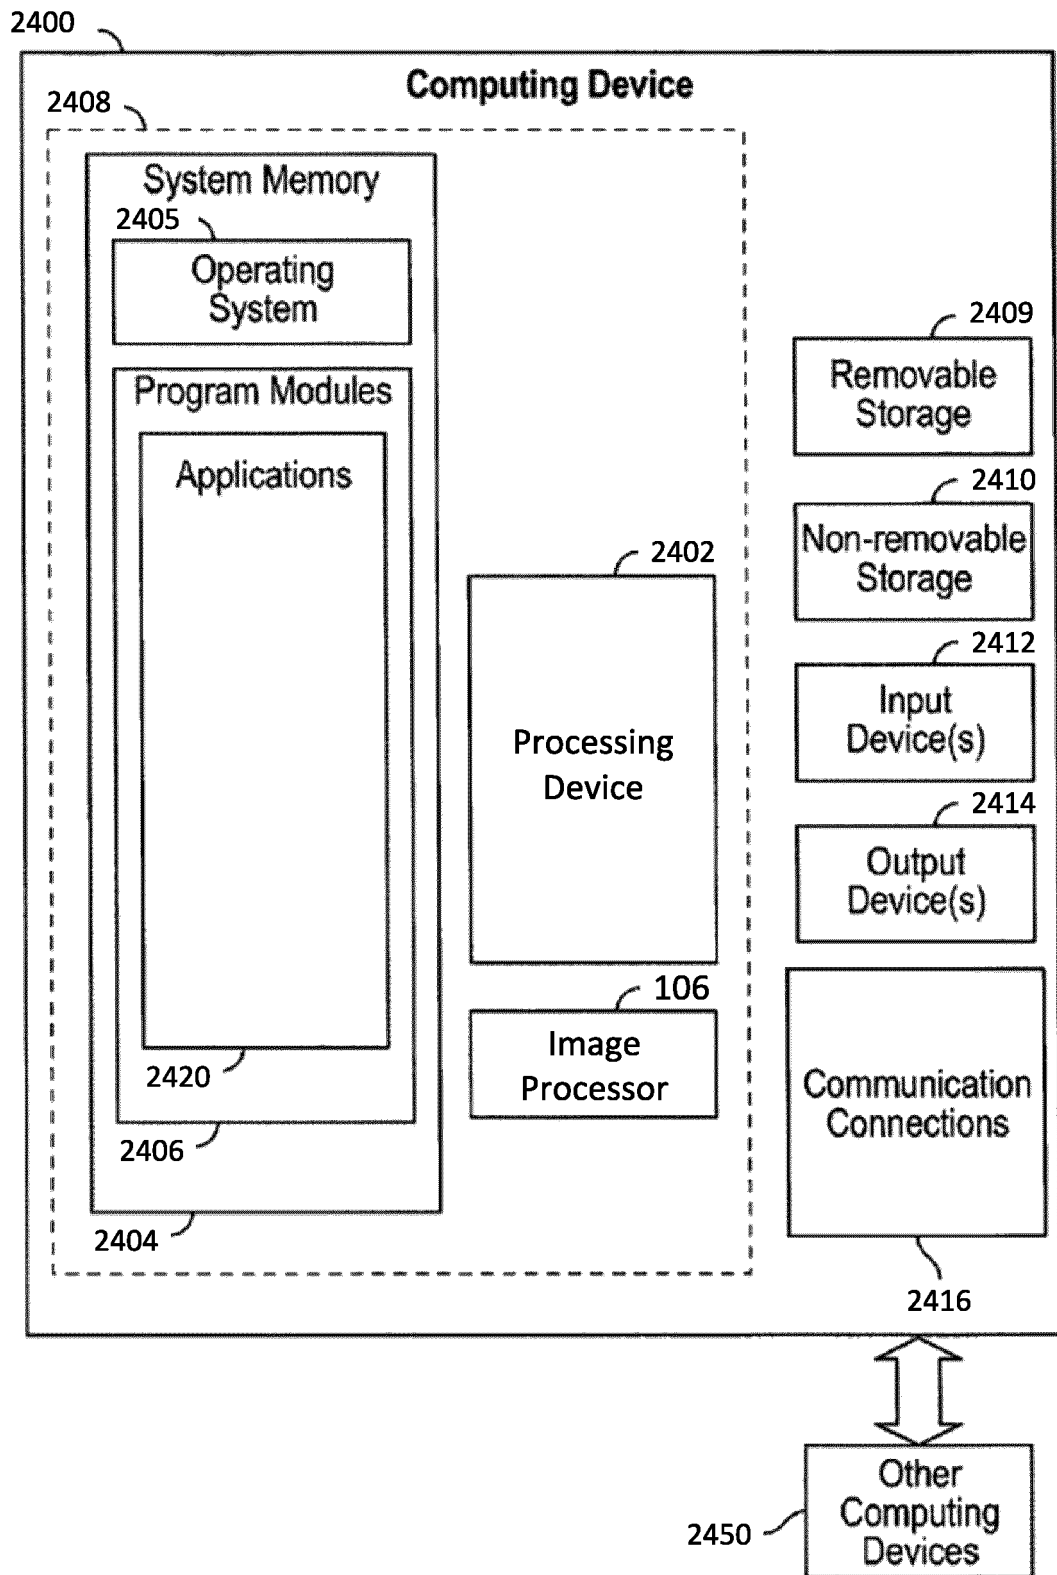 2400
Computing Device
2408
System Memory
2405
Operating
System
Program Modules
Applications
2420
2406
2404
2402
Processing
Device
106
Image
Processor
2409
Removable
Storage
2410
Non-removable
Storage
2412
Input
Device(s)
2414
Output
Device(s)
Communication
Connections
2416
Other
Computing
Devices
2450